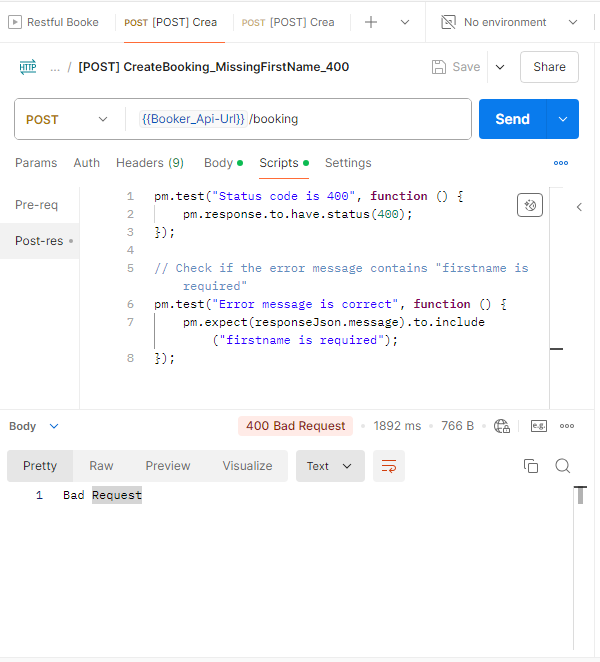 Restful Booke POST [POST] Crea POST [POST] Crea No environment
HTTP ... / [POST] CreateBooking_MissingFirstName_400 Save Share
POST {{Booker_Api-Url}} /booking Send
Params Auth Headers (9) Body Scripts Settings
Pre-req
Post-res
1 pm.test("Status code is 400", function () {
2 pm.response.to.have.status(400);
3 });
4
5 // Check if the error message contains "firstname is
required"
6 pm.test("Error message is correct", function () {
7 pm.expect(responseJson.message).to.include
("firstname is required");
8 });
Body 400 Bad Request 1892 ms 766 B e.g.
Pretty Raw Preview Visualize Text
1 Bad Request